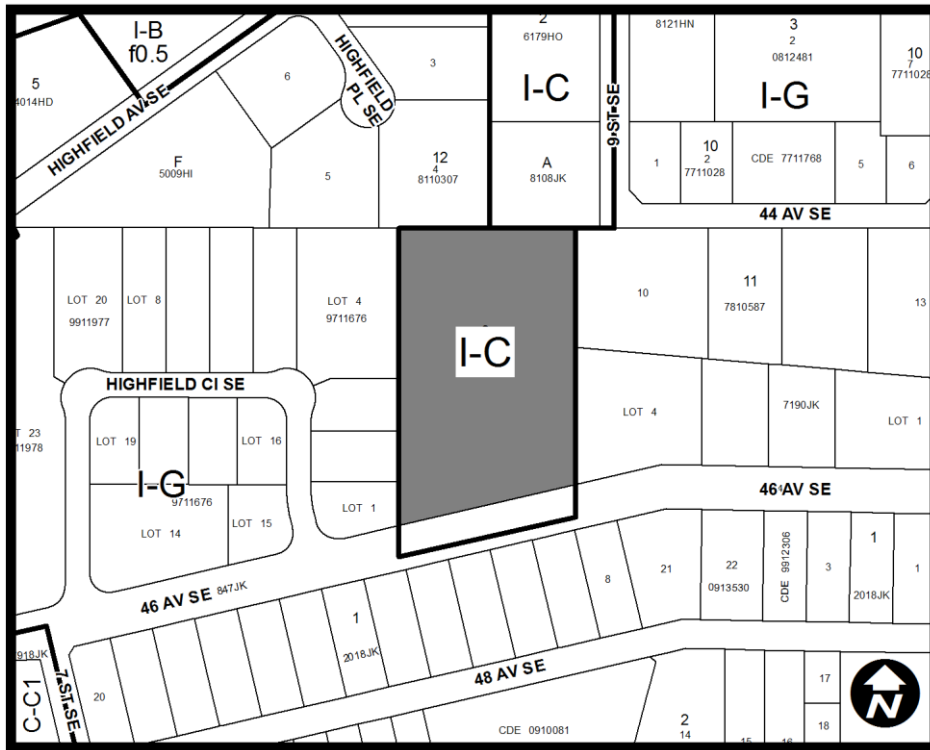 I-B
f0.5
5
4014HD
HIGHFIELD AV SE
6
HIGHFIELD
PL SE
3
2
6179HO
I-C
9 ST SE
8121HN
3
2
0812481
I-G
10
7
7711028
F
5009HI
5
12
4
8110307
A
8108JK
1
10
2
7711028
CDE 7711768
5
6
44 AV SE
LOT 20
9911977
LOT 8
LOT 4
9711676
I-C
10
11
7810587
13
HIGHFIELD CI SE
LOT 4
7190JK
LOT 1
T 23
11978
LOT 19
LOT 16
I-G
9711676
LOT 14
LOT 15
LOT 1
46 AV SE
46 AV SE
847JK
1
2018JK
8
21
22
0913530
CDE 9912306
3
1
2018JK
1
918JK
C-C1
7 ST SE
20
48 AV SE
CDE 0910081
2
14
15
16
17
18
N